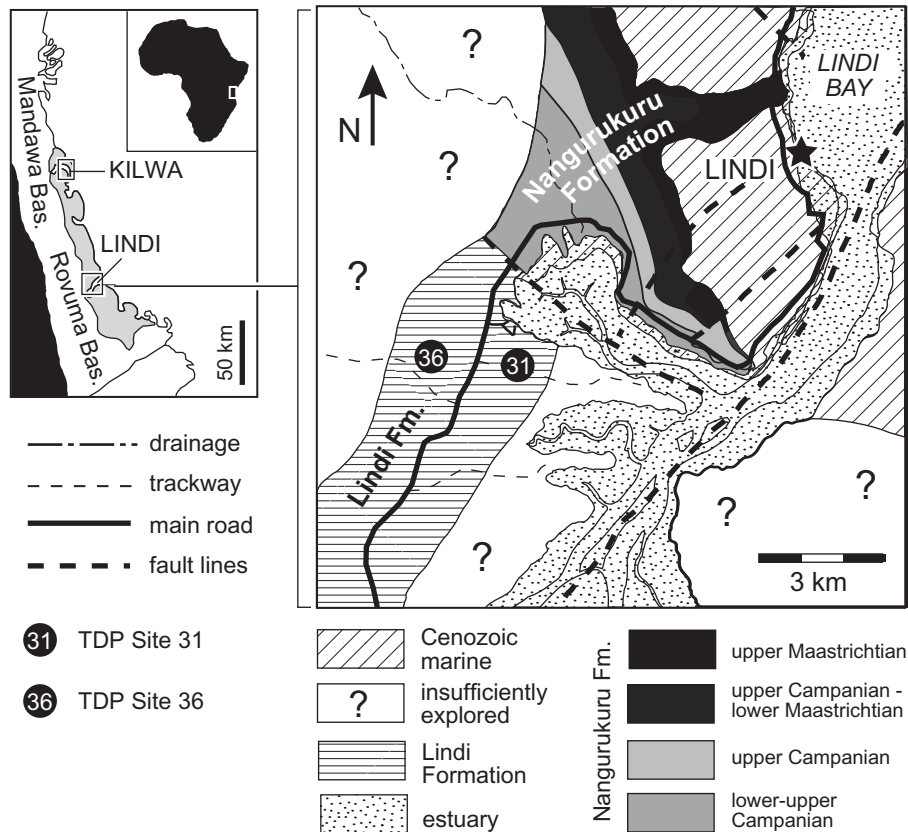 Mandawa Bas.
KILWA
LINDI
Rovuma Bas.
50 km
drainage
trackway
main road
fault lines
31 TDP Site 31
36 TDP Site 36
?
?
?
N
Nangurukuru
Formation
LINDI
BAY
LINDI
36
31
Lindi Fm.
?
?
?
3 km
Cenozoic
marine
? insufficiently
explored
Lindi
Formation
estuary
Nangurukuru Fm.
upper Maastrichtian
upper Campanian -
lower Maastrichtian
upper Campanian
lower-upper
Campanian